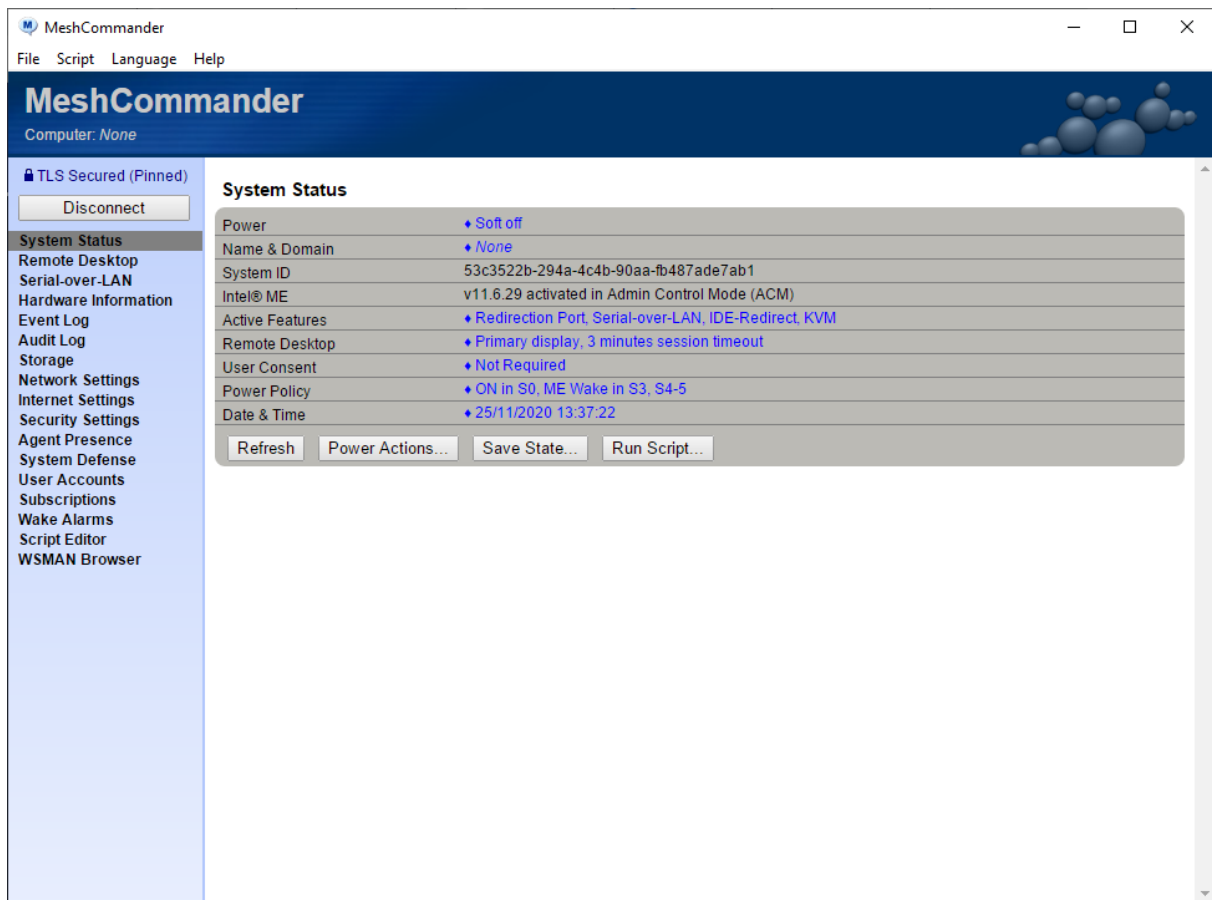 MeshCommander
File Script Language Help
MeshCommander
Computer: None
TLS Secured (Pinned)
Disconnect
System Status
Remote Desktop
Serial-over-LAN
Hardware Information
Event Log
Audit Log
Storage
Network Settings
Internet Settings
Security Settings
Agent Presence
System Defense
User Accounts
Subscriptions
Wake Alarms
Script Editor
WSMAN Browser
System Status
Power ♦ Soft off
Name & Domain ♦ None
System ID 53c3522b-294a-4c4b-90aa-fb487ade7ab1
Intel® ME v11.6.29 activated in Admin Control Mode (ACM)
Active Features ♦ Redirection Port, Serial-over-LAN, IDE-Redirect, KVM
Remote Desktop ♦ Primary display, 3 minutes session timeout
User Consent ♦ Not Required
Power Policy ♦ ON in S0, ME Wake in S3, S4-5
Date & Time ♦ 25/11/2020 13:37:22
Refresh Power Actions... Save State... Run Script...